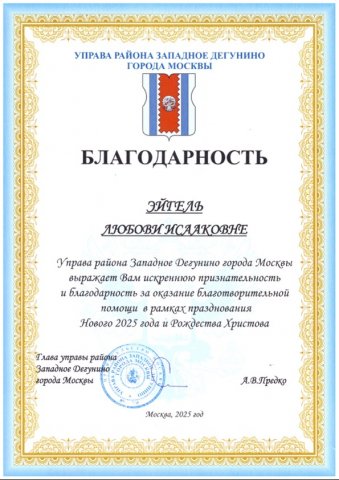 УПРАВА РАЙОНА ЗАПАДНОЕ ДЕГУНИНО
ГОРОДА МОСКВЫ
БЛАГОДАРНОСТЬ
ЭЙГЕЛЬ
ЛЮБОВИ ИСААКОВНЕ
Управа района Западное Дегунино города Москвы
выражает Вам искреннюю признательность
и благодарность за оказание благотворительной
помощи в рамках празднования
Нового 2025 года и Рождества Христова
Глава управы района
Западное Дегунино
города Москвы
А.В.Предко
Москва, 2025 год